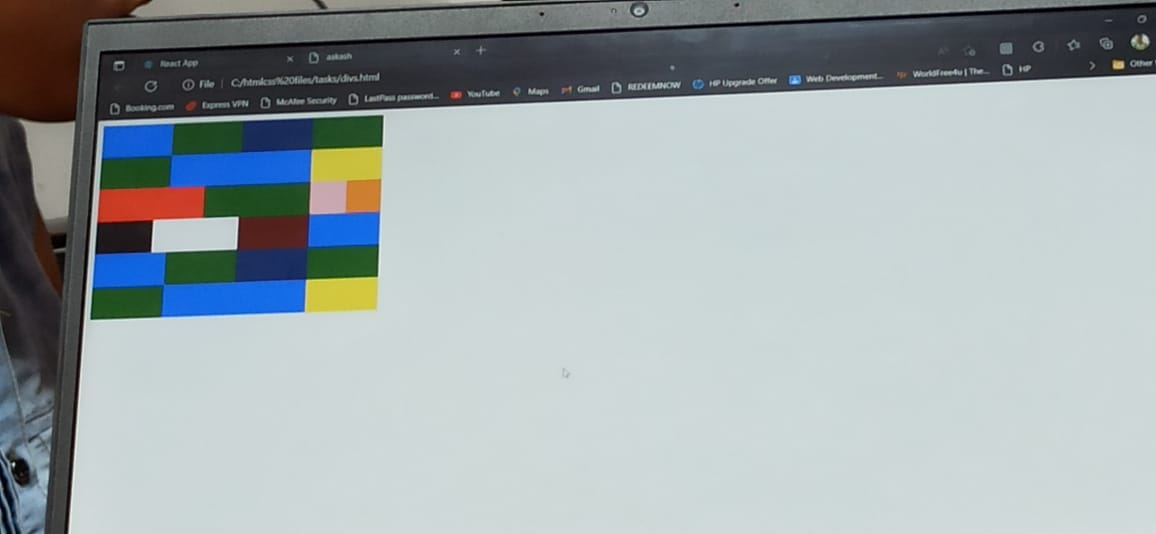 React App
aakash
File C:/htmlcss%20files/tasks/divs.html
Booking.com Express VPN McAfee Security LastPass password... YouTube Maps Gmail REDEEMNOW HP Upgrade Offer Web Development... WorldFree4u | The... HP Other